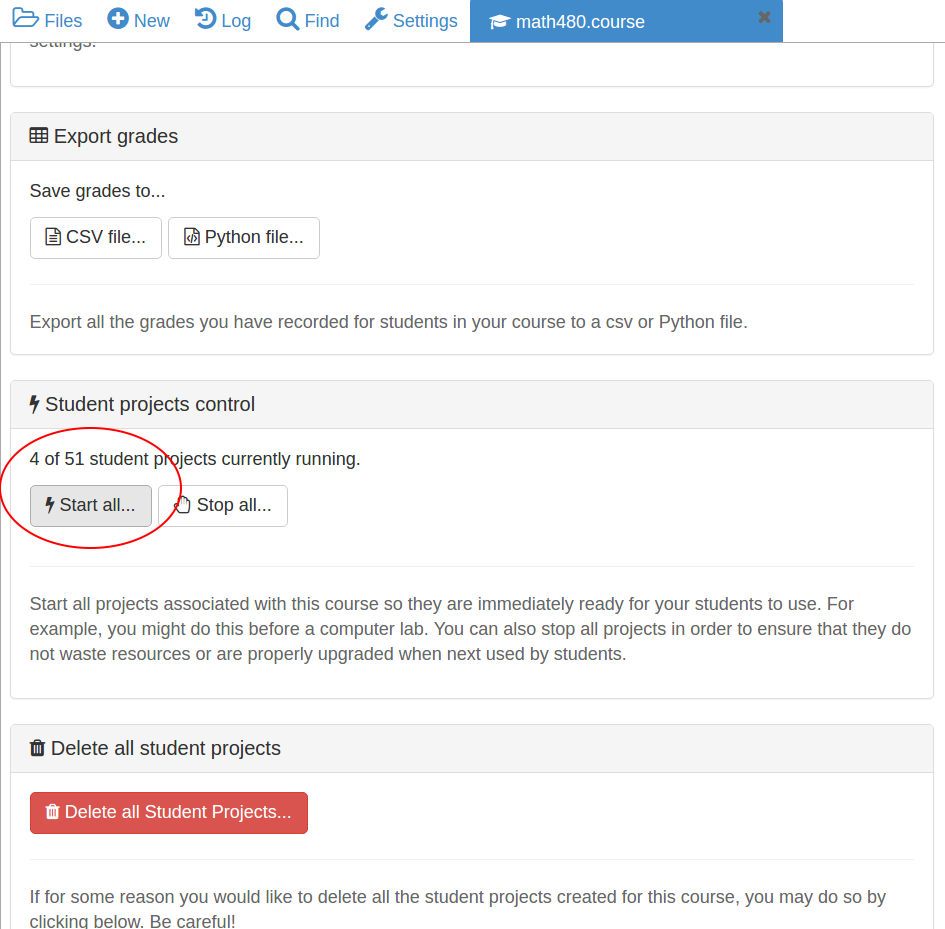 Files New Log Find Settings math480.course
settings.
Export grades
Save grades to...
CSV file... Python file...
Export all the grades you have recorded for students in your course to a csv or Python file.
Student projects control
4 of 51 student projects currently running.
Start all... Stop all...
Start all projects associated with this course so they are immediately ready for your students to use. For
example, you might do this before a computer lab. You can also stop all projects in order to ensure that they do
not waste resources or are properly upgraded when next used by students.
Delete all student projects
Delete all Student Projects...
If for some reason you would like to delete all the student projects created for this course, you may do so by
clicking below. Be careful!